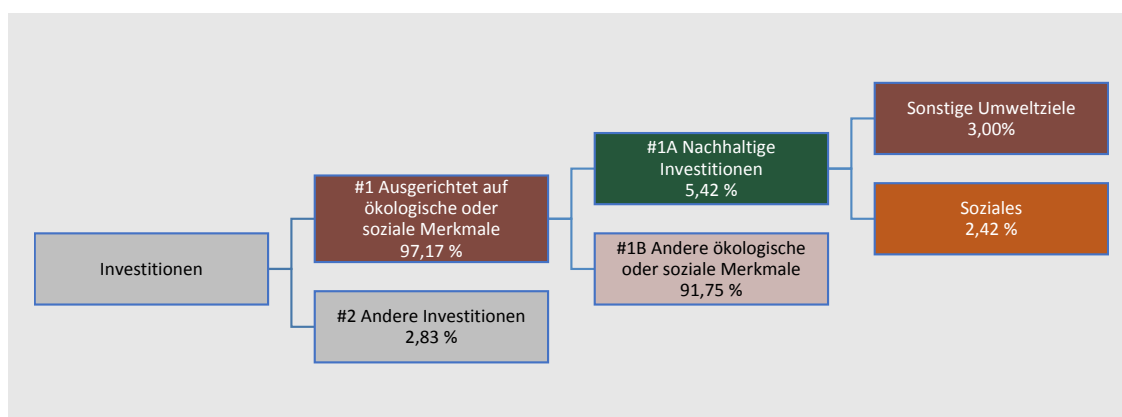 Investitionen
#1 Ausgerichtet auf
ökologische oder
soziale Merkmale
97,17 %
#2 Andere Investitionen
2,83 %
#1A Nachhaltige
Investitionen
5,42 %
#1B Andere ökologische
oder soziale Merkmale
91,75 %
Sonstige Umweltziele
3,00%
Soziales
2,42 %